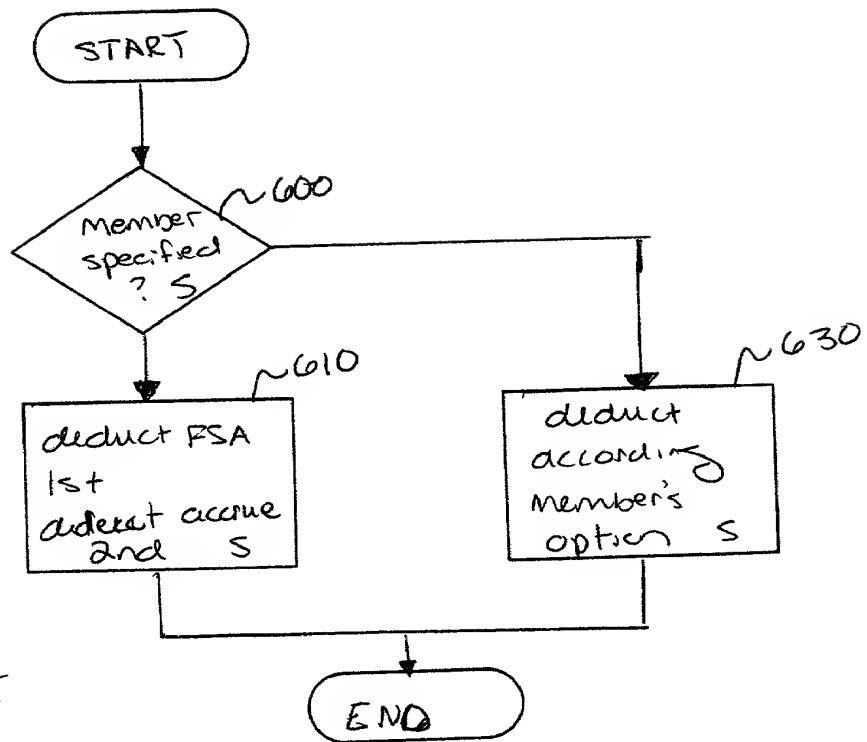 START
~600
Member
specified
? S
~610
deduct FSA
1st
deduct accrue
2nd S
~630
deduct
according
member's
option S
END